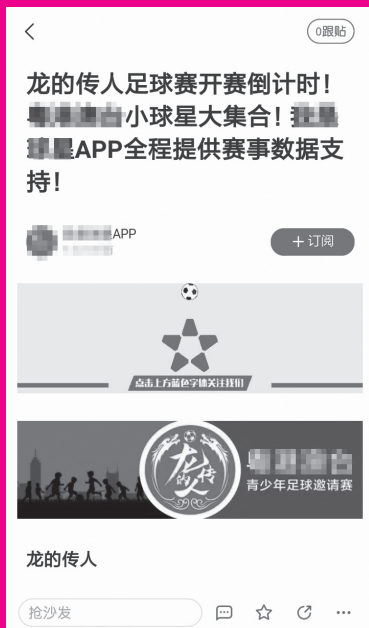 0跟贴
龙的传人足球赛开赛倒计时！
小球星大集合！
APP全程提供赛事数据支
持！
APP
+订阅
点击上方蓝色字体关注我们
龙的传人
青少年足球邀请赛
龙的传人
抢沙发